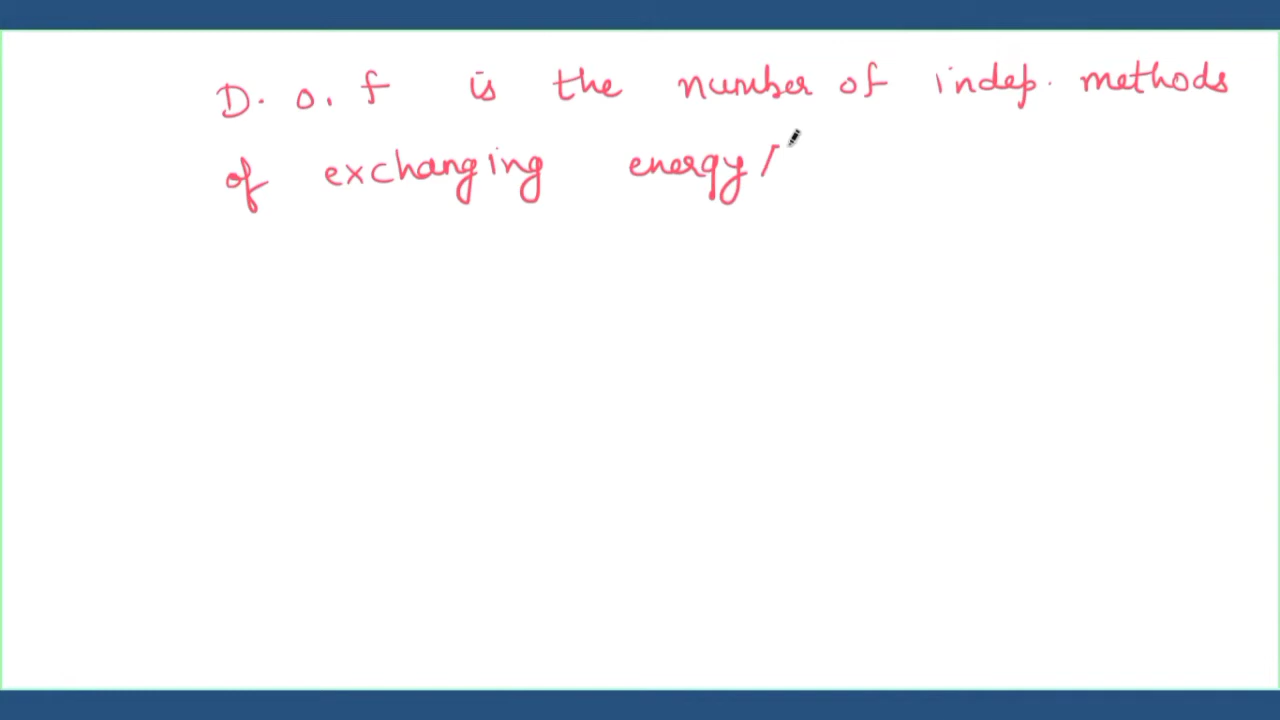 D. o. f is the number of indep. methods
of exchanging energy/